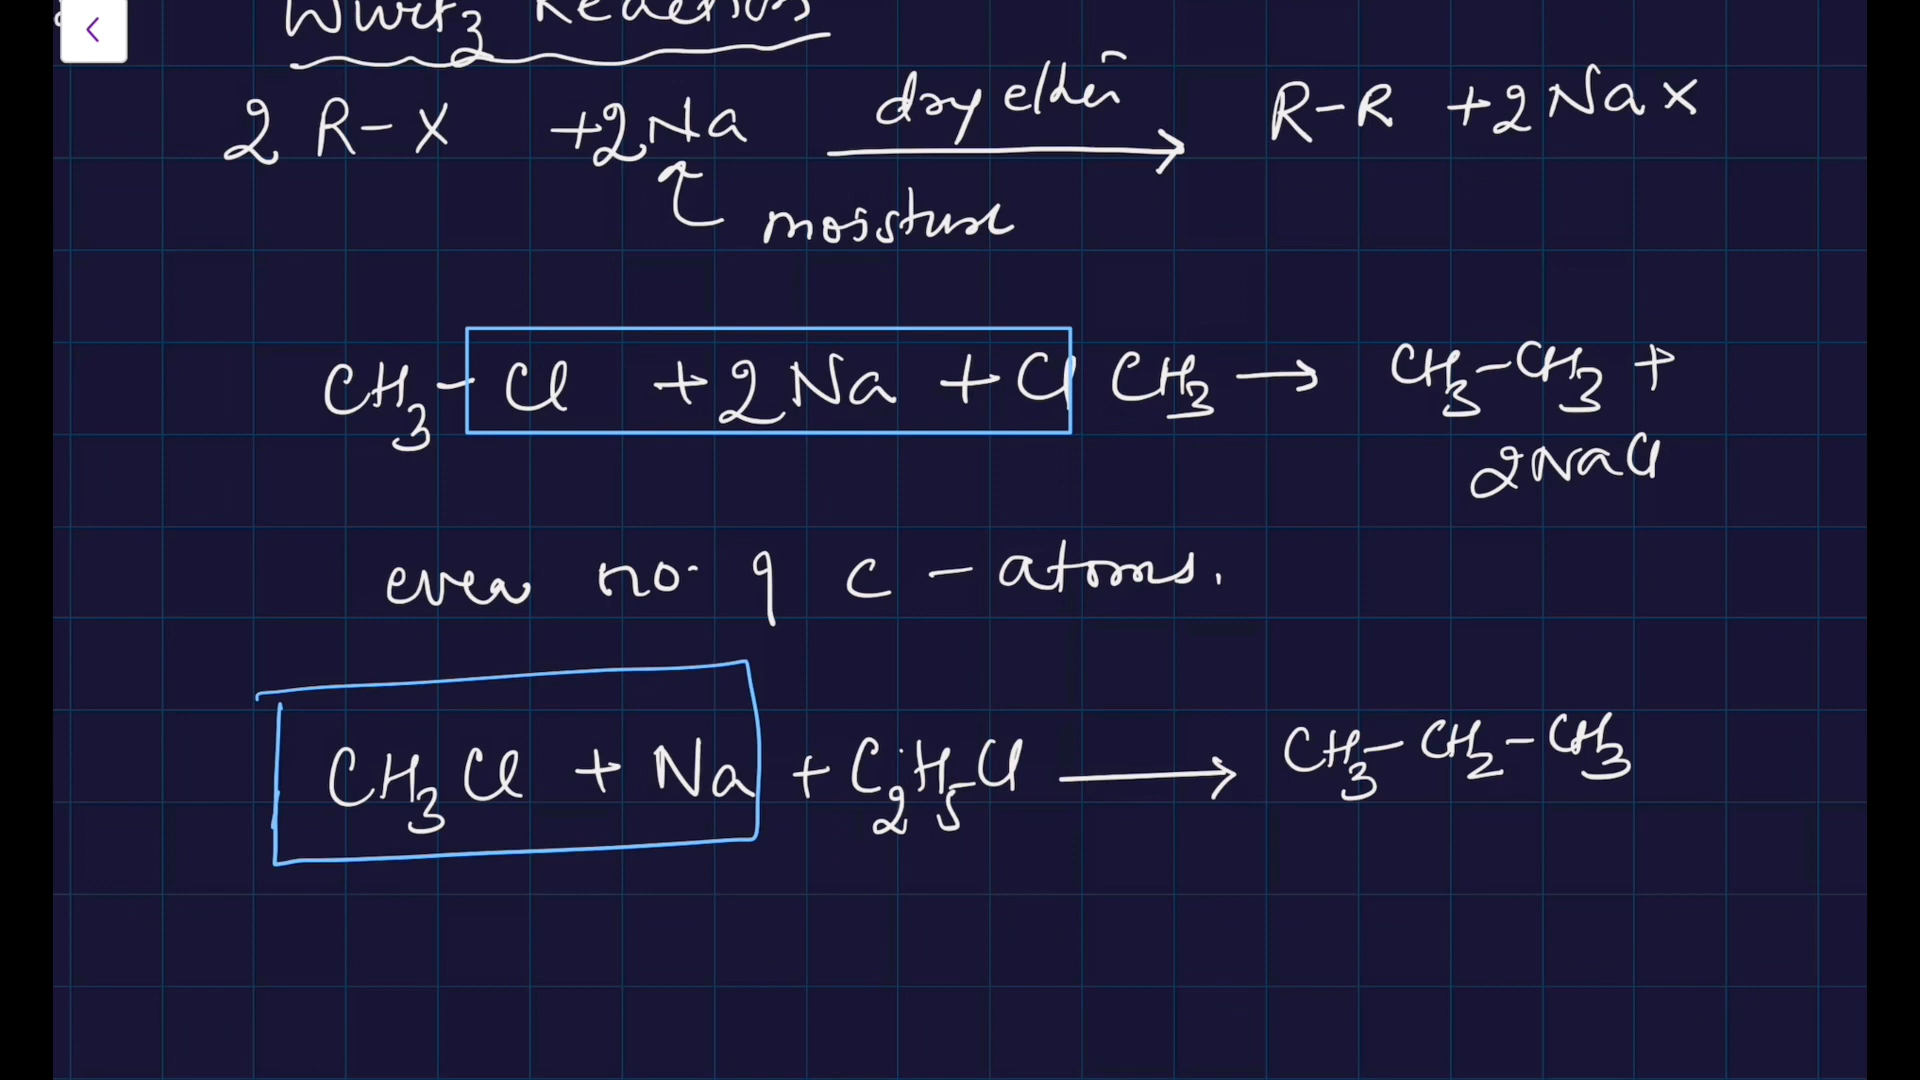 Wurtz Reaction
2 R-X +2Na dry ether → R-R +2NaX
moisture
CH₃-Cl +2Na +Cl CH₃ → CH₃-CH₃ +
2NaCl
even no. of C-atoms.
CH₃Cl + Na + C₂H₅Cl → CH₃-CH₂-CH₃